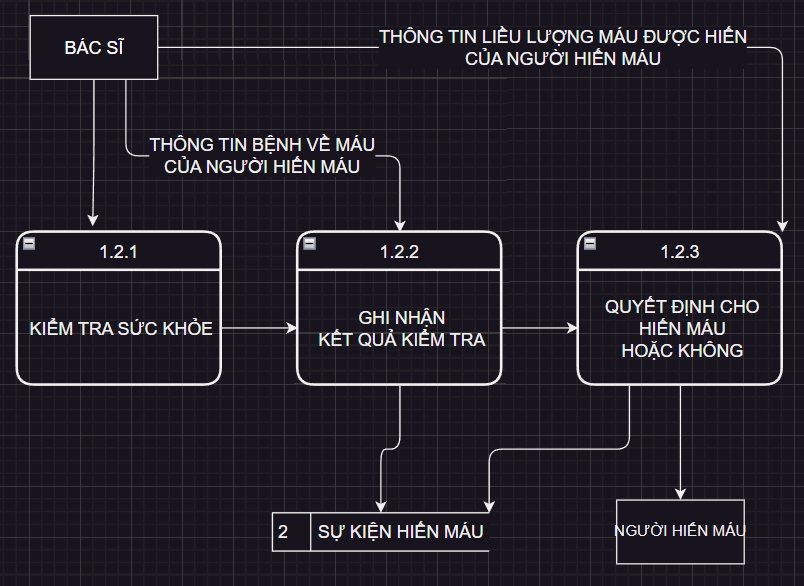 BÁC SĨ
THÔNG TIN LIỀU LƯỢNG MÁU ĐƯỢC HIẾN
CỦA NGƯỜI HIẾN MÁU
THÔNG TIN BỆNH VỀ MÁU
CỦA NGƯỜI HIẾN MÁU
1.2.1
KIỂM TRA SỨC KHỎE
1.2.2
GHI NHẬN
KẾT QUẢ KIỂM TRA
1.2.3
QUYẾT ĐỊNH CHO
HIẾN MÁU
HOẶC KHÔNG
2 SỰ KIỆN HIẾN MÁU
NGƯỜI HIẾN MÁU